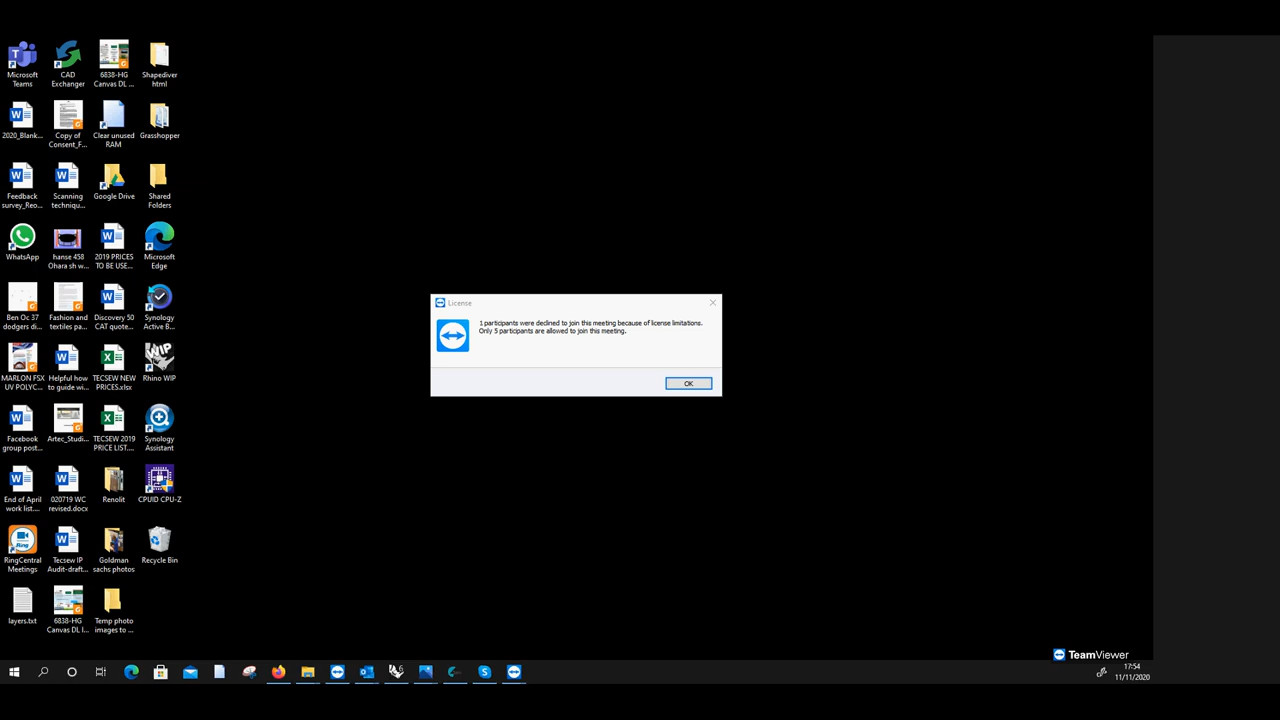 Microsoft
Teams
CAD
Exchanger
6838-HG
Canvas DL ...
Shapediver
html
2020_Blank...
Copy of
Consent_F...
Clear unused
RAM
Grasshopper
Feedback
survey_Reo...
Scanning
techniqu...
Google Drive
Shared
Folders
WhatsApp
hanse 458
Ohara sh w...
2019 PRICES
TO BE USE...
Microsoft
Edge
Ben Oc 37
dodgers di...
Fashion and
textiles pa...
Discovery 50
CAT quote...
Synology
Active B...
License
1 participants were declined to join this meeting because of license limitations.
Only 5 participants are allowed to join this meeting.
OK
MARLON FSX
UV POLYC...
Helpful how
to guide wi...
TECSEW NEW
PRICES.xlsx
WIP
Rhino WIP
Facebook
group post...
Artec_Studi...
TECSEW 2019
PRICE LIST....
Synology
Assistant
End of April
work list....
020719 WC
revised.docx
Renolit
CPUID CPU-Z
Ring
RingCentral
Meetings
Tecsew IP
Audit-draft...
Goldman
sachs photos
Recycle Bin
layers.txt
6838-HG
Canvas DL I...
Temp photo
images to ...
TeamViewer
17:54
11/11/2020